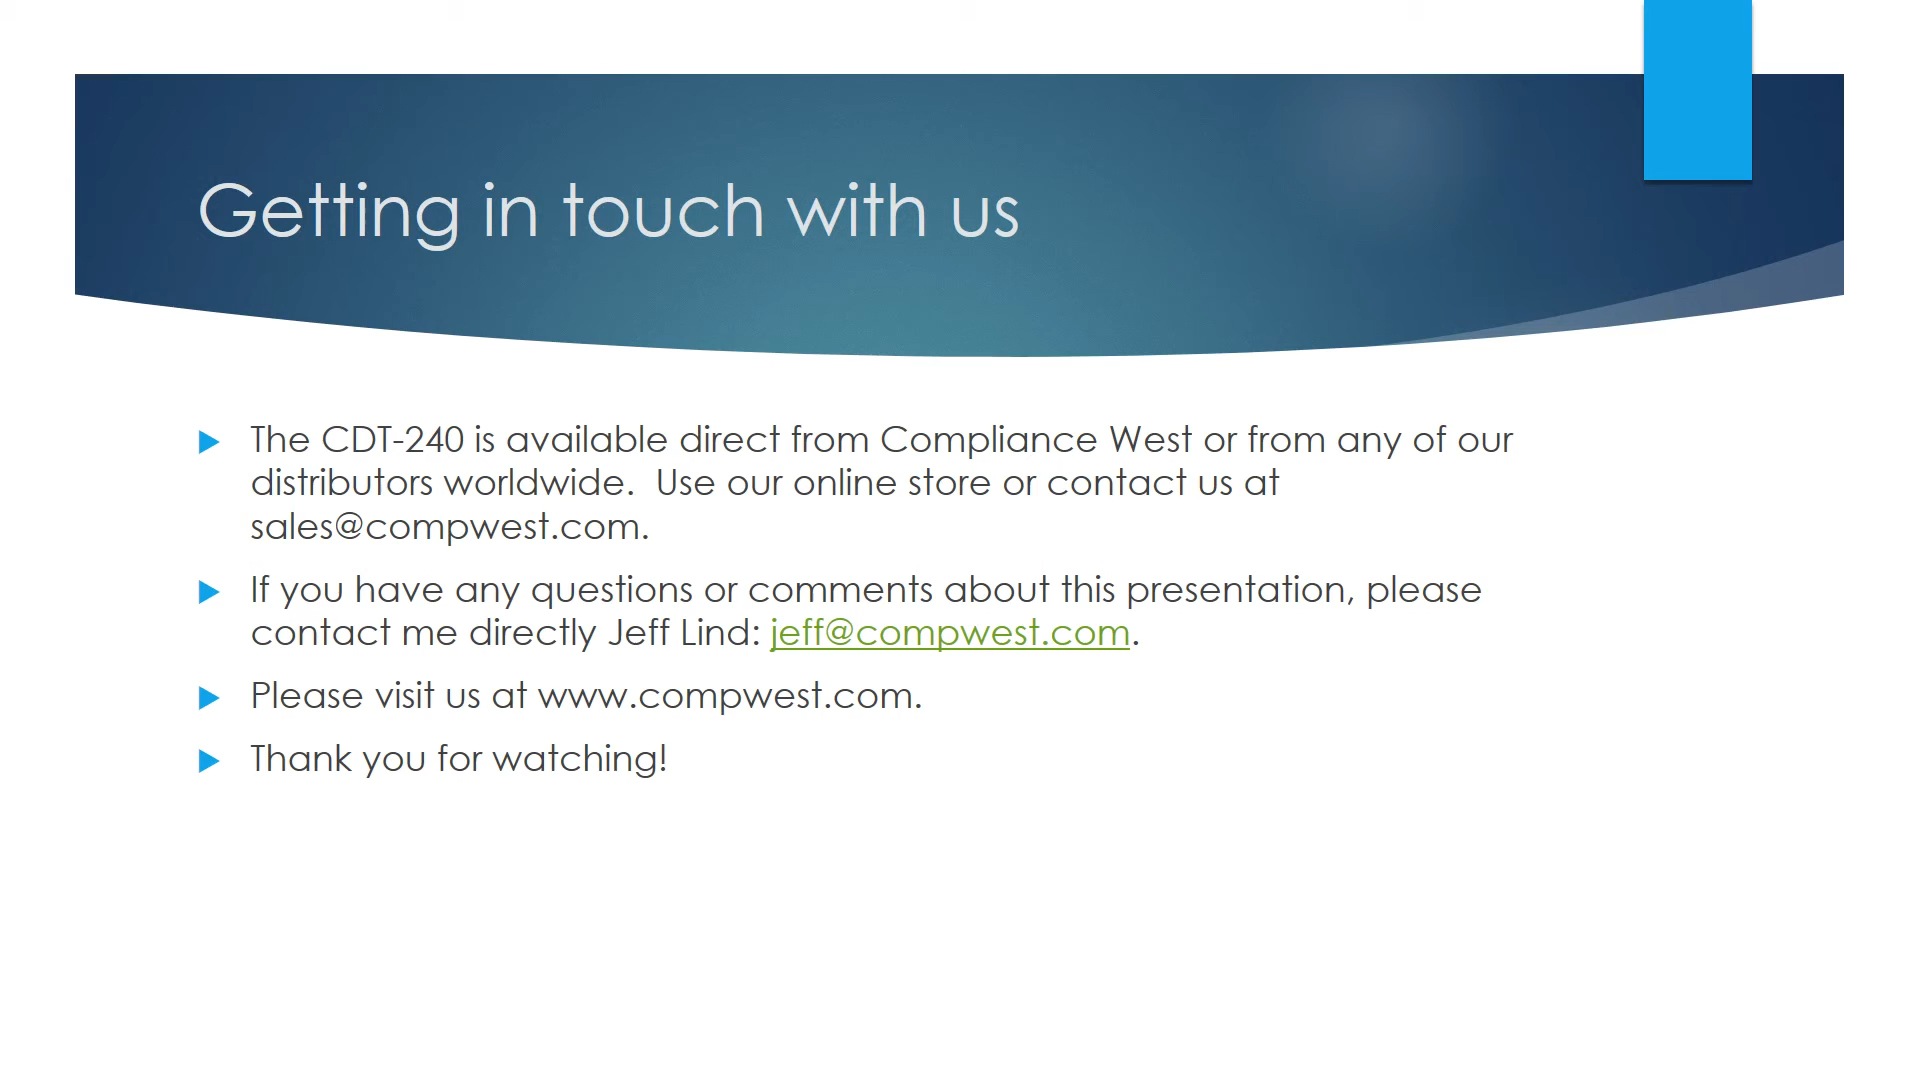 Getting in touch with us
The CDT-240 is available direct from Compliance West or from any of our
distributors worldwide.  Use our online store or contact us at
sales@compwest.com.
If you have any questions or comments about this presentation, please
contact me directly Jeff Lind: jeff@compwest.com.
Please visit us at www.compwest.com.
Thank you for watching!